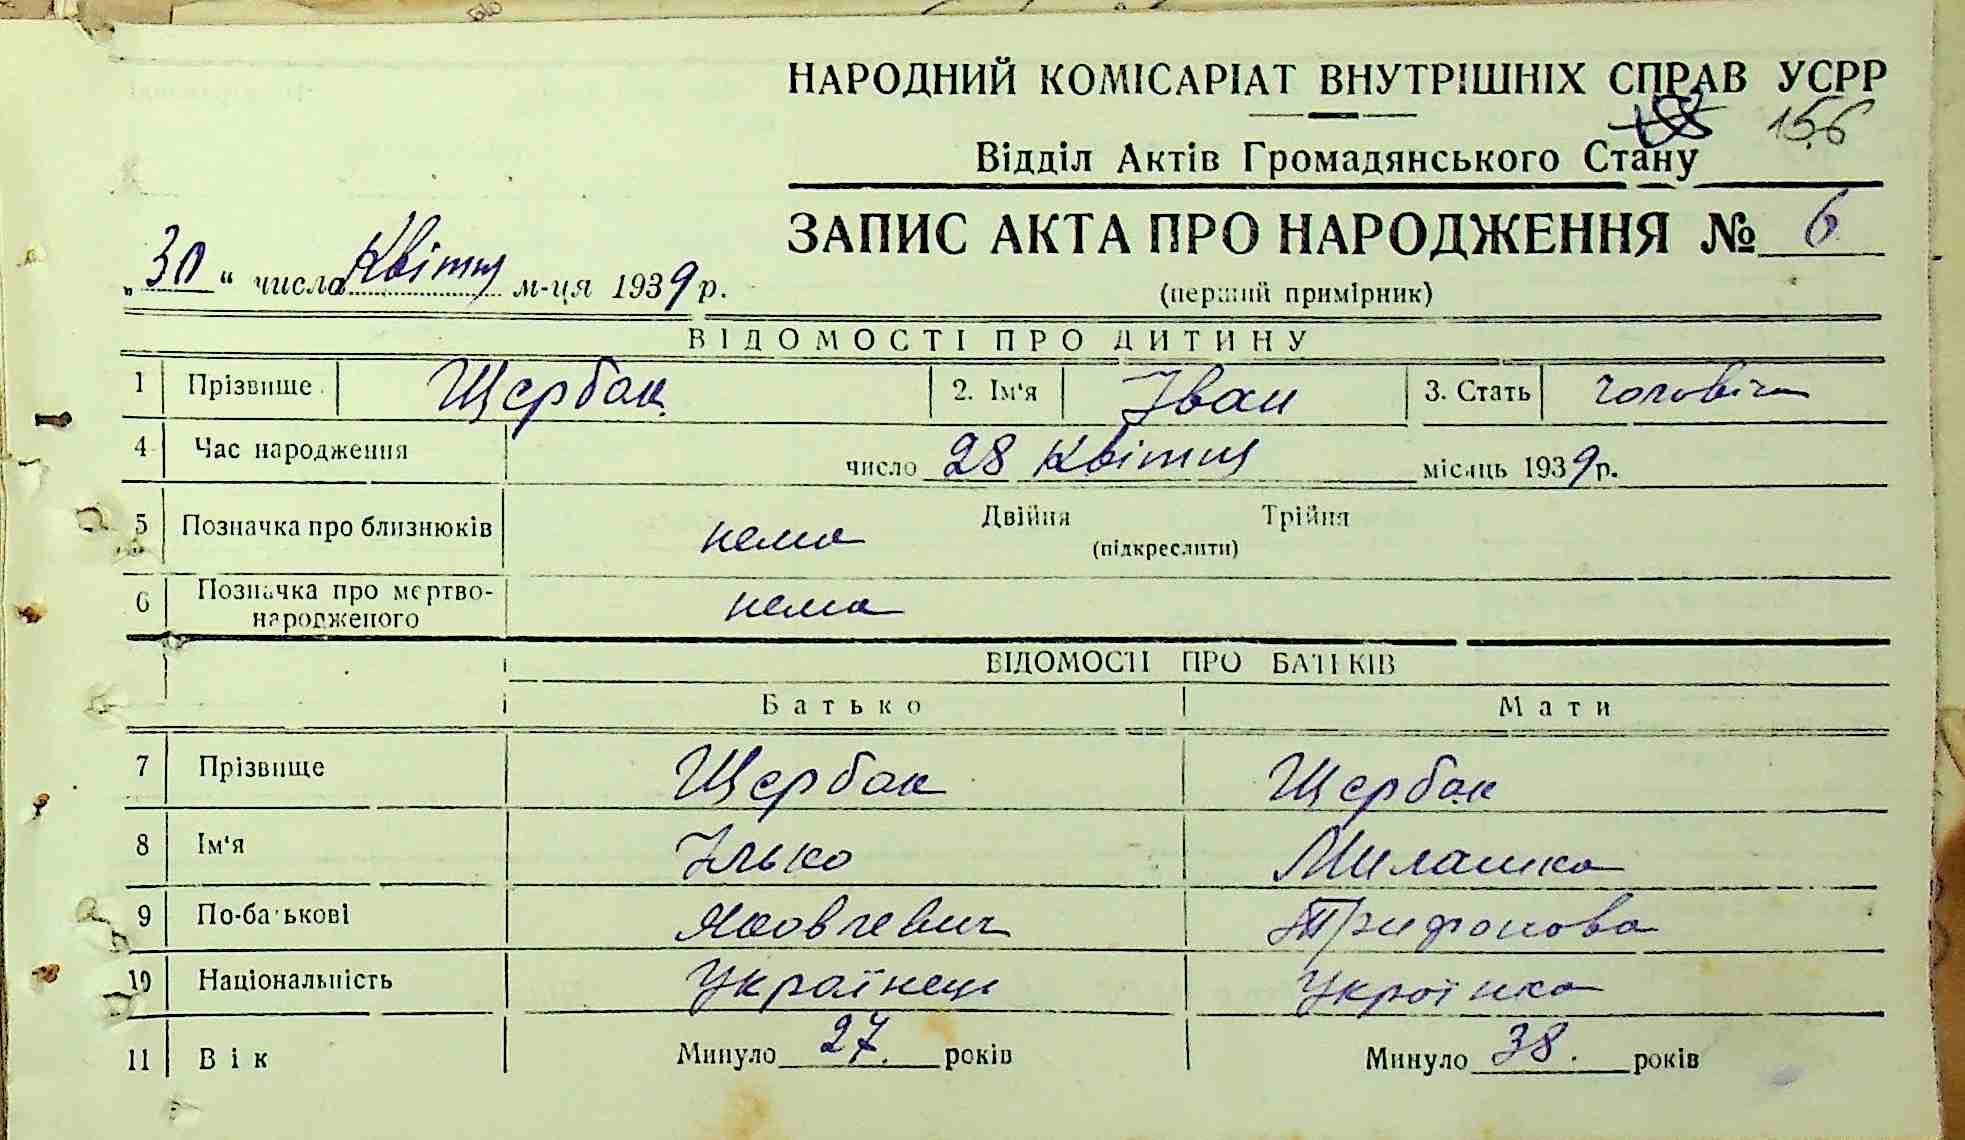 НАРОДНИЙ КОМІСАРІАТ ВНУТРІШНІХ СПРАВ УСРР
156
Відділ Актів Громадянського Стану
ЗАПИС АКТА ПРО НАРОДЖЕННЯ № 6
„30“ числа Квітня м-ця 1939 р.
(перший примірник)
ВІДОМОСТІ ПРО ДИТИНУ
1 Прізвище Щербак 2. Ім'я Іван 3. Стать чоловіча
4 Час народження число 28 Квітня місяць 1939 р.
5 Позначка про близнюків нема Двійня Трійня
(підкреслити)
6 Позначка про мертво-
народженого нема
ВІДОМОСТІ ПРО БАТЬКІВ
Батько Мати
7 Прізвище Щербак Щербак
8 Ім'я Ілько Милашка
9 По-батькові Яковлевич Трифонова
10 Національність Українець Українка
11 Вік Минуло 27. років Минуло 38. років